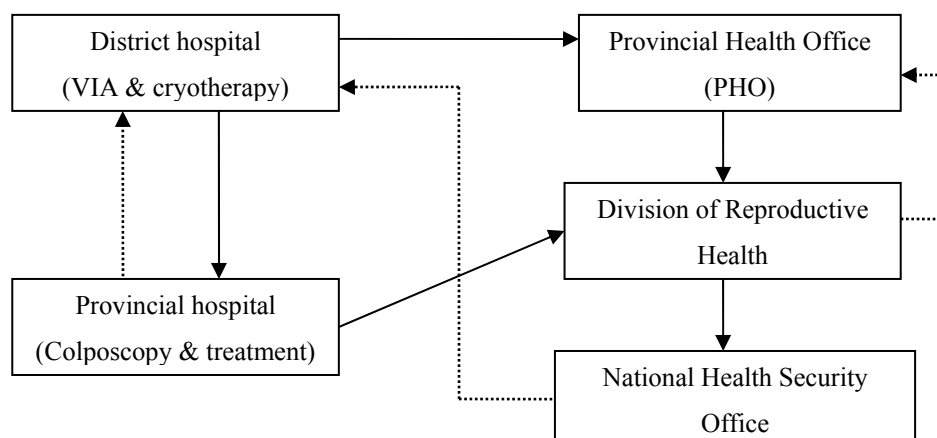 District hospital
(VIA & cryotherapy)
Provincial Health Office
(PHO)
Division of Reproductive
Health
Provincial hospital
(Colposcopy & treatment)
National Health Security
Office